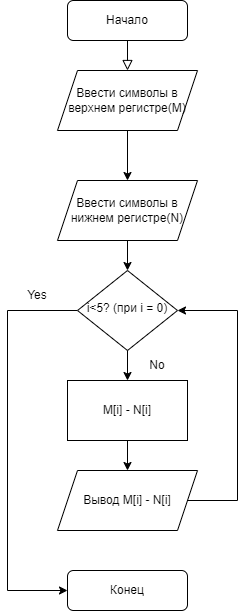 Начало
Ввести символы в
верхнем регистре(M)
Ввести символы в
нижнем регистре(N)
i<5? (при i = 0)
Yes
No
M[i] - N[i]
Вывод M[i] - N[i]
Конец